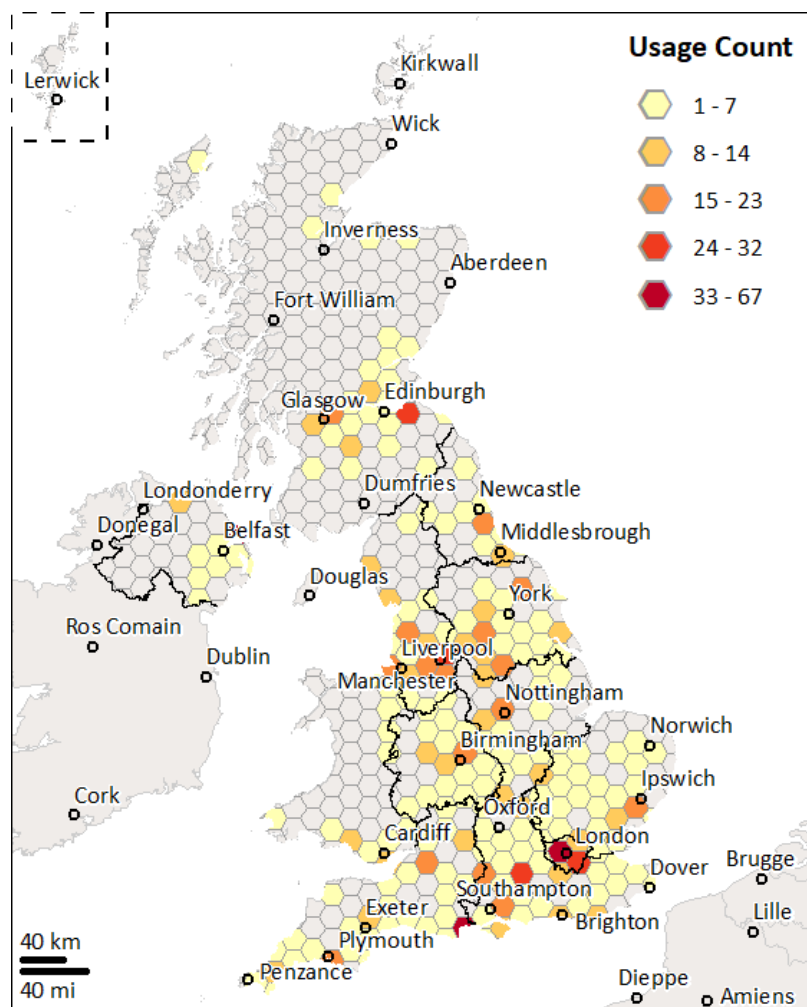 Usage Count
1 - 7
8 - 14
15 - 23
24 - 32
33 - 67
Lerwick
Kirkwall
Wick
Inverness
Aberdeen
Fort William
Glasgow
Edinburgh
Dumfries
Londonderry
Newcastle
Donegal
Belfast
Middlesbrough
Douglas
York
Ros Comain
Liverpool
Dublin
Manchester
Nottingham
Norwich
Birmingham
Ipswich
Cork
Oxford
Cardiff
London
Dover
Brugge
Southampton
Exeter
Brighton
Lille
Plymouth
40 km
40 mi
Penzance
Dieppe
Amiens